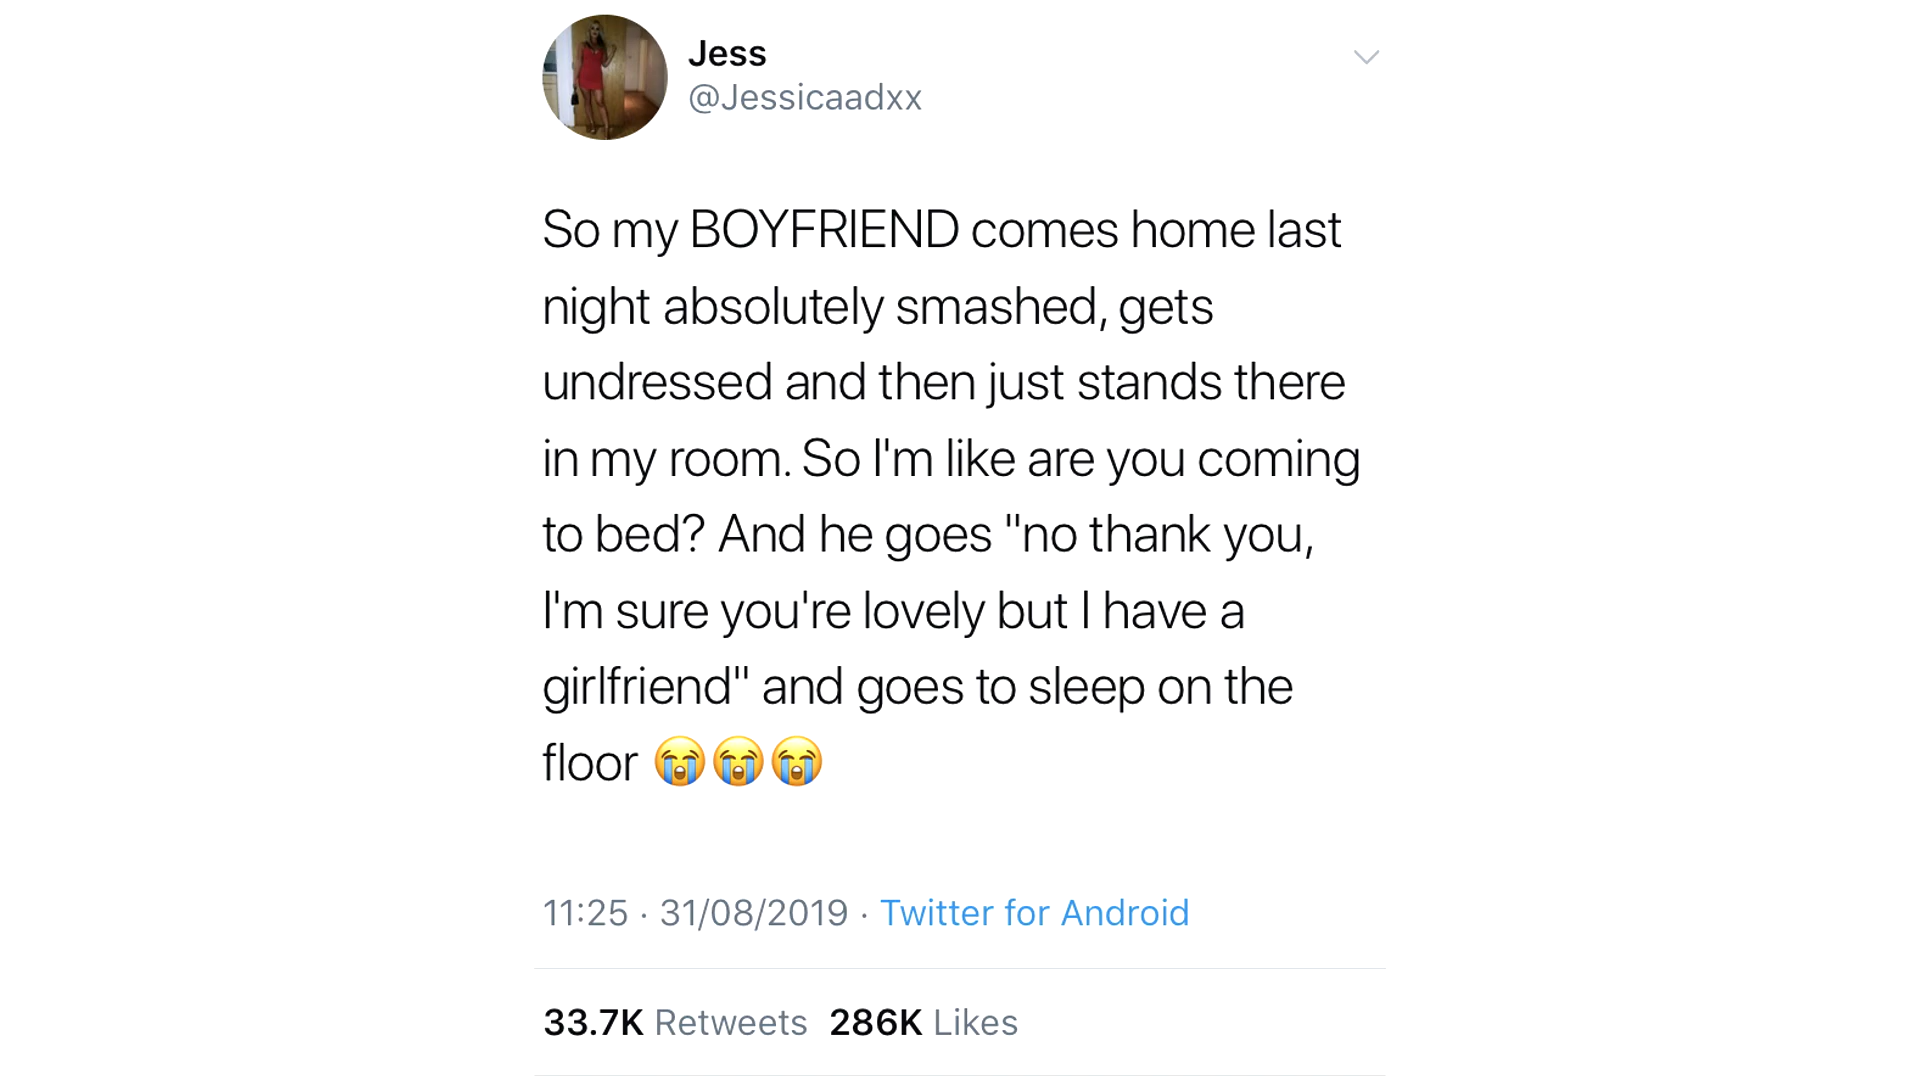 Jess
@Jessicaadxx
So my BOYFRIEND comes home last
night absolutely smashed, gets
undressed and then just stands there
in my room. So I'm like are you coming
to bed? And he goes "no thank you,
I'm sure you're lovely but I have a
girlfriend" and goes to sleep on the
floor 😭😭😭
11:25 · 31/08/2019 · Twitter for Android
33.7K Retweets 286K Likes